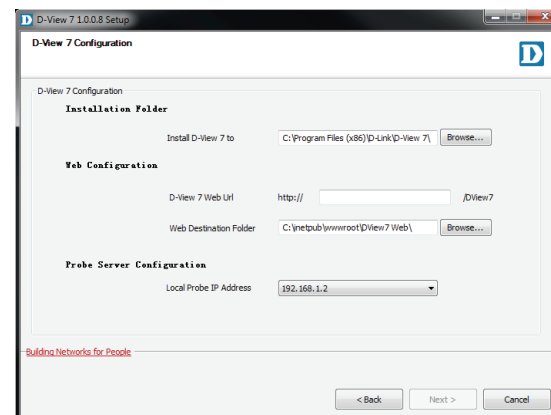 D-View 7 1.0.0.8 Setup
D-View 7 Configuration
D
D-View 7 Configuration
Installation Folder
Install D-View 7 to C:\Program Files (x86)\D-Link\D-View 7\ Browse...
Web Configuration
D-View 7 Web Url http:// /DView7
Web Destination Folder C:\inetpub\wwwroot\DView7 Web\ Browse...
Probe Server Configuration
Local Probe IP Address 192.168.1.2
Building Networks for People
< Back Next > Cancel